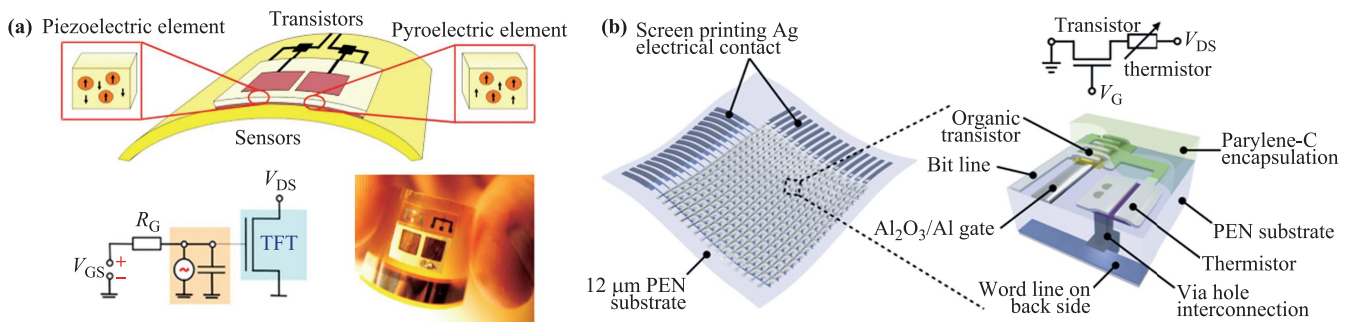 (a)
Piezoelectric element
Transistors
Pyroelectric element
Sensors
V_DS
R_G
TFT
V_GS
+
−
~
(b)
Screen printing Ag
electrical contact
12 μm PEN
substrate
Transistor
V_DS
thermistor
V_G
Organic
transistor
Bit line
Al₂O₃/Al gate
Word line on
back side
Parylene-C
encapsulation
PEN substrate
Thermistor
Via hole
interconnection